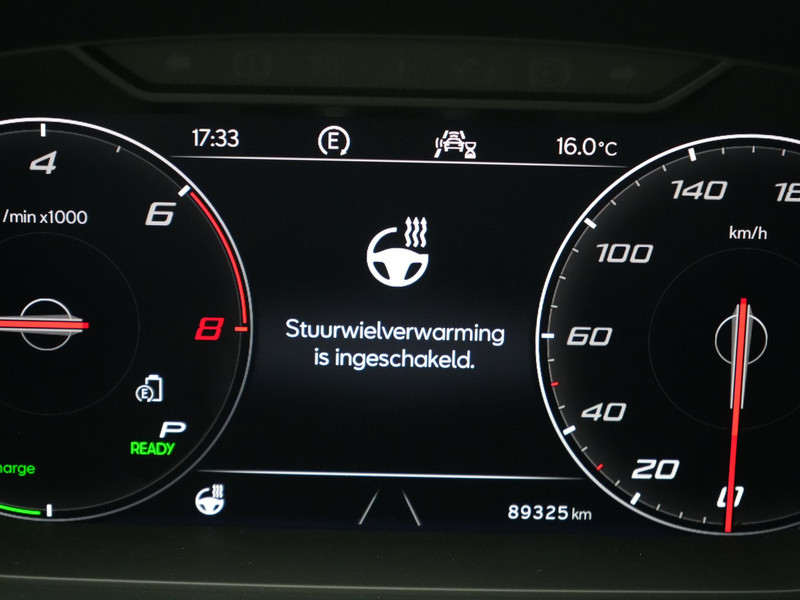 17:33
E
16.0°C
4
6
8
/min x1000
E
P
READY
harge
Stuurwielverwarming
is ingeschakeld.
140
100
60
40
20
0
km/h
89325 km